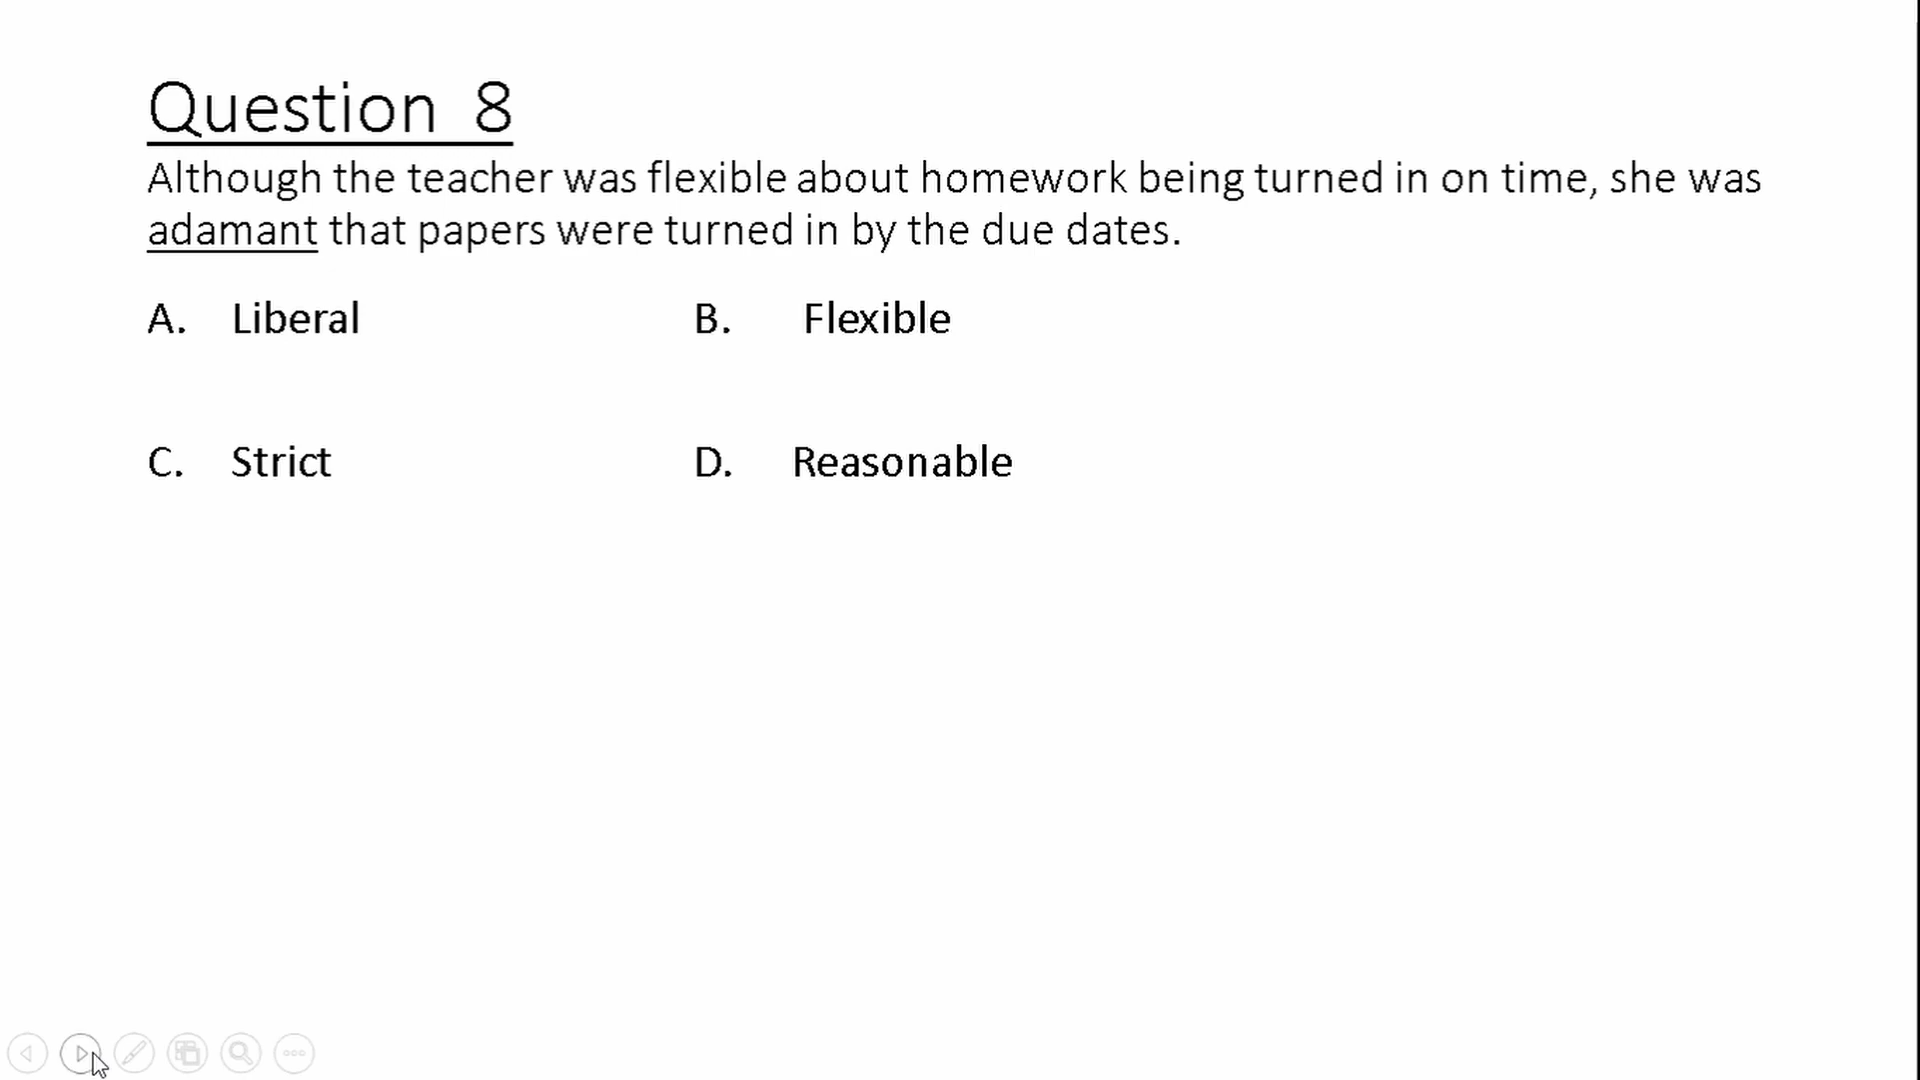 Question 8
Although the teacher was flexible about homework being turned in on time, she was
adamant that papers were turned in by the due dates.
A. Liberal B. Flexible
C. Strict D. Reasonable